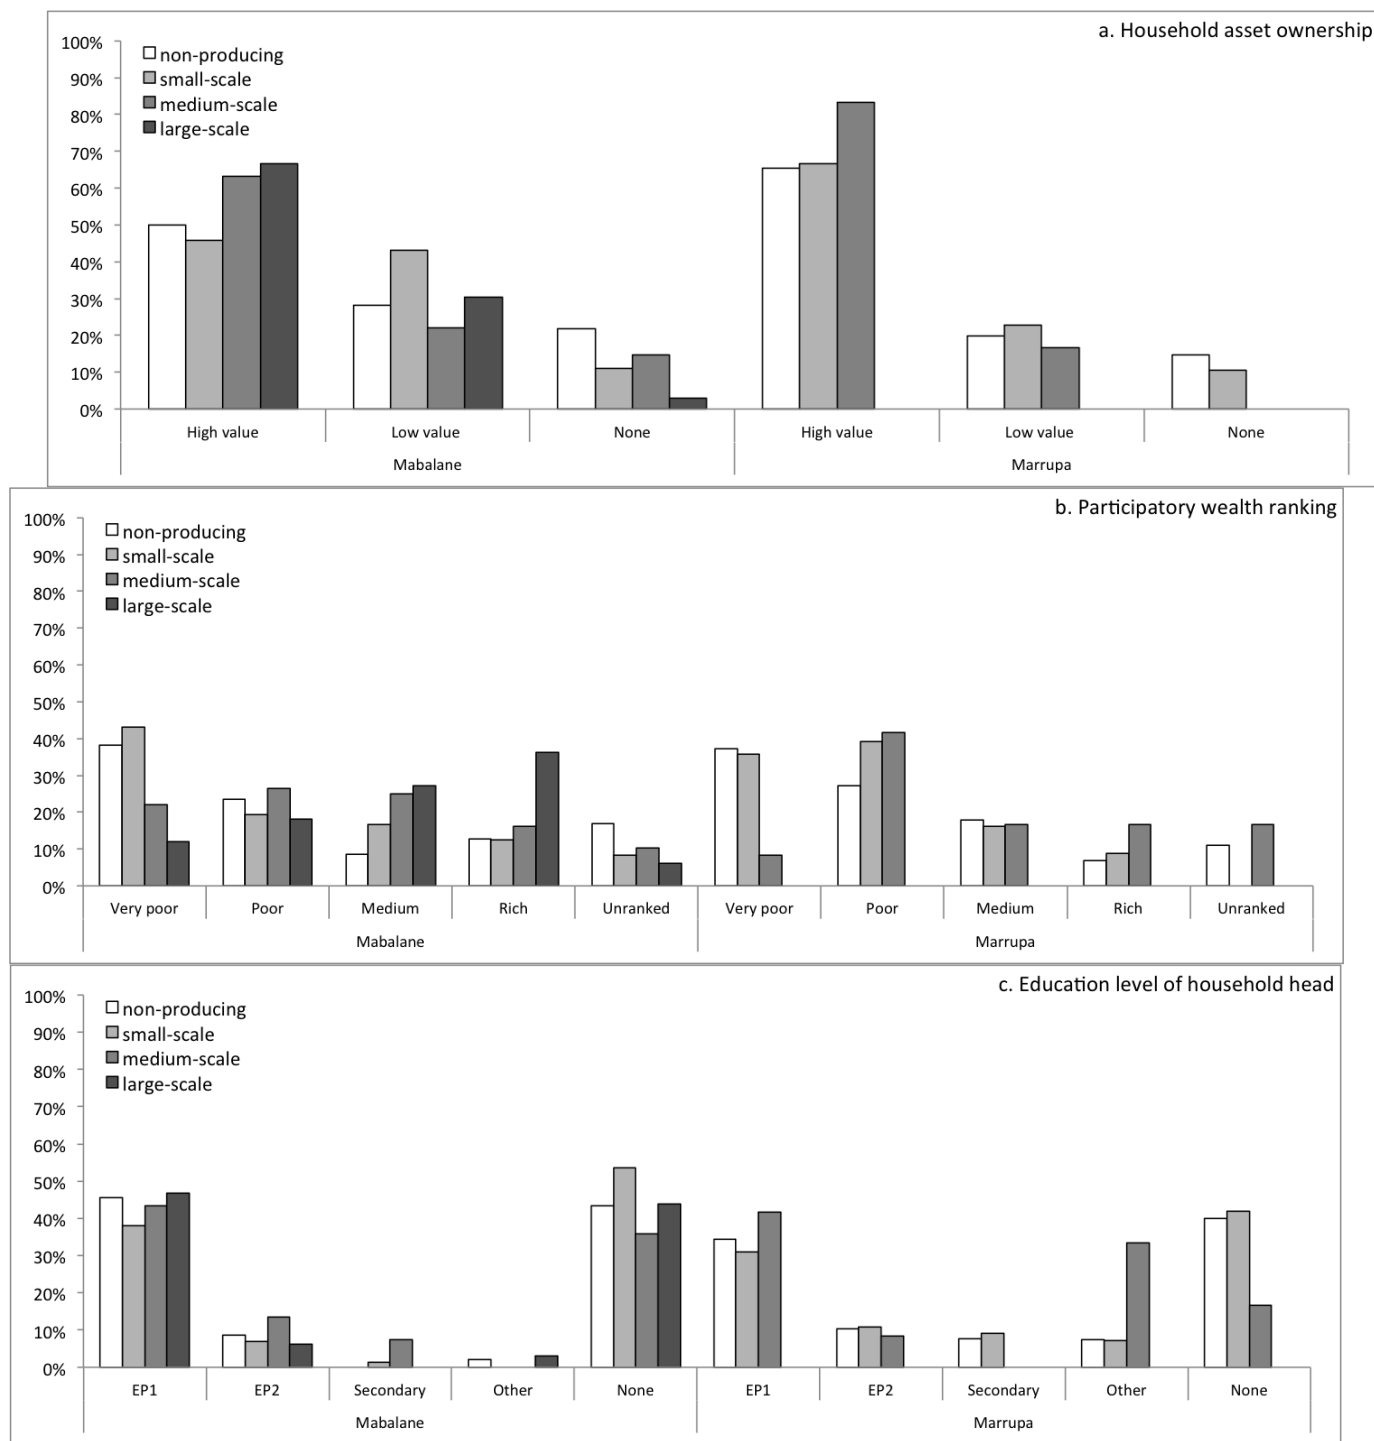 a. Household asset ownership
100%
90%
80%
70%
60%
50%
40%
30%
20%
10%
0%
non-producing
small-scale
medium-scale
large-scale
High value Low value None High value Low value None
Mabalane Marrupa
b. Participatory wealth ranking
100%
90%
80%
70%
60%
50%
40%
30%
20%
10%
0%
non-producing
small-scale
medium-scale
large-scale
Very poor Poor Medium Rich Unranked Very poor Poor Medium Rich Unranked
Mabalane Marrupa
c. Education level of household head
100%
90%
80%
70%
60%
50%
40%
30%
20%
10%
0%
non-producing
small-scale
medium-scale
large-scale
EP1 EP2 Secondary Other None EP1 EP2 Secondary Other None
Mabalane Marrupa